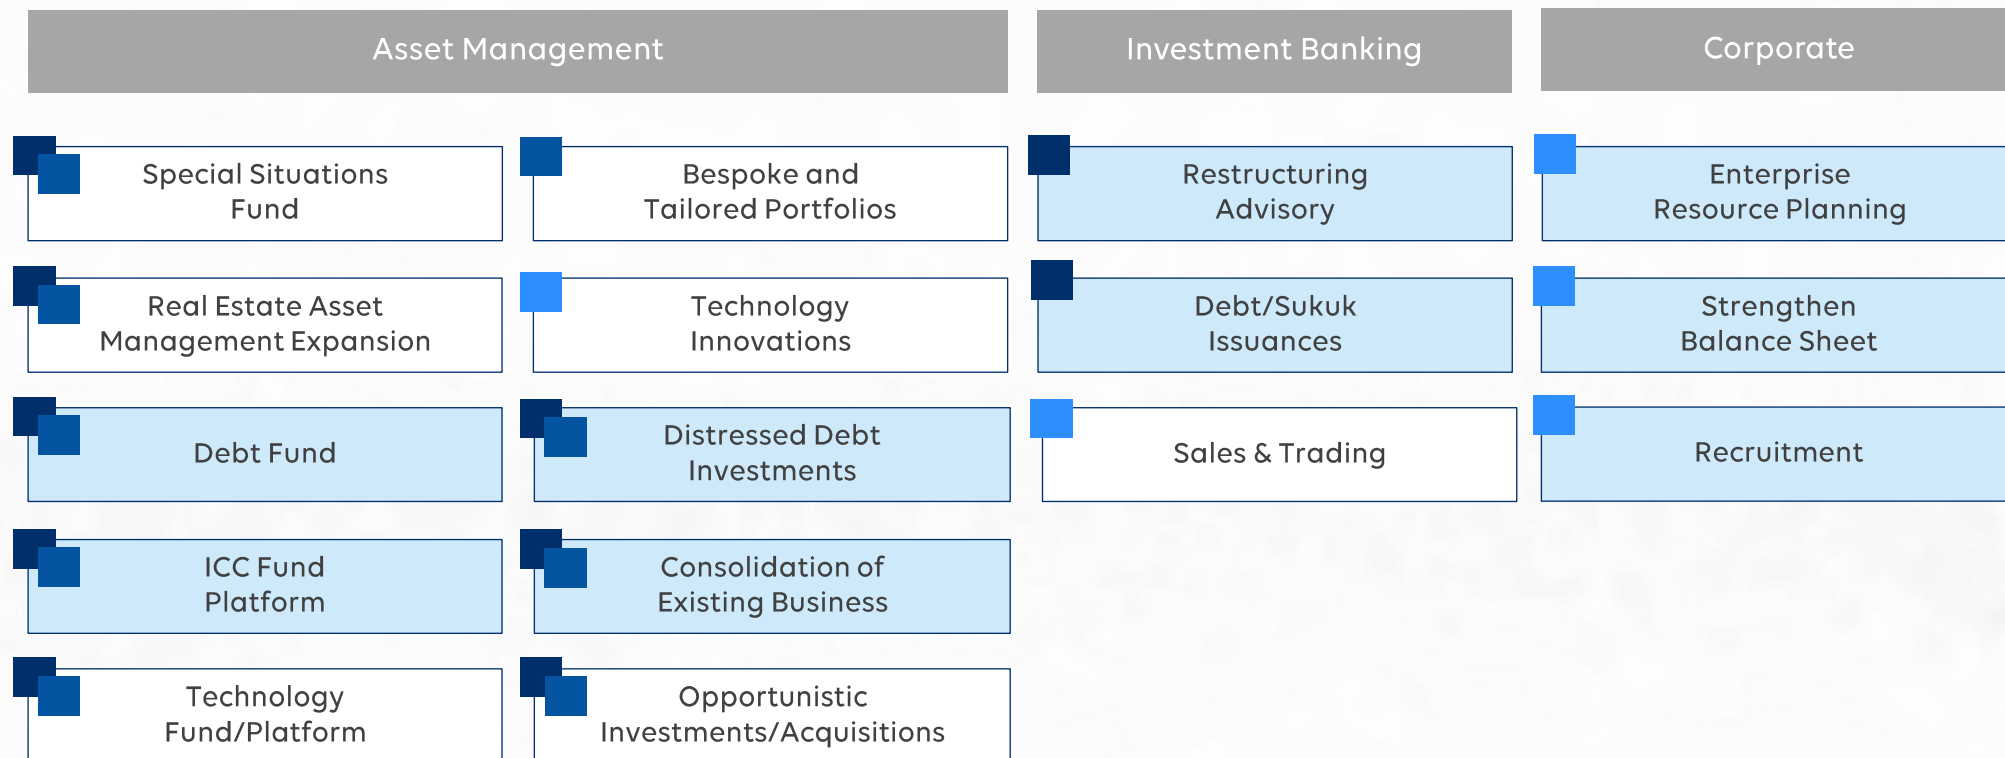 Asset Management
Investment Banking
Corporate
Special Situations
Fund
Bespoke and
Tailored Portfolios
Restructuring
Advisory
Enterprise
Resource Planning
Real Estate Asset
Management Expansion
Technology
Innovations
Debt/Sukuk
Issuances
Strengthen
Balance Sheet
Debt Fund
Distressed Debt
Investments
Sales & Trading
Recruitment
ICC Fund
Platform
Consolidation of
Existing Business
Technology
Fund/Platform
Opportunistic
Investments/Acquisitions